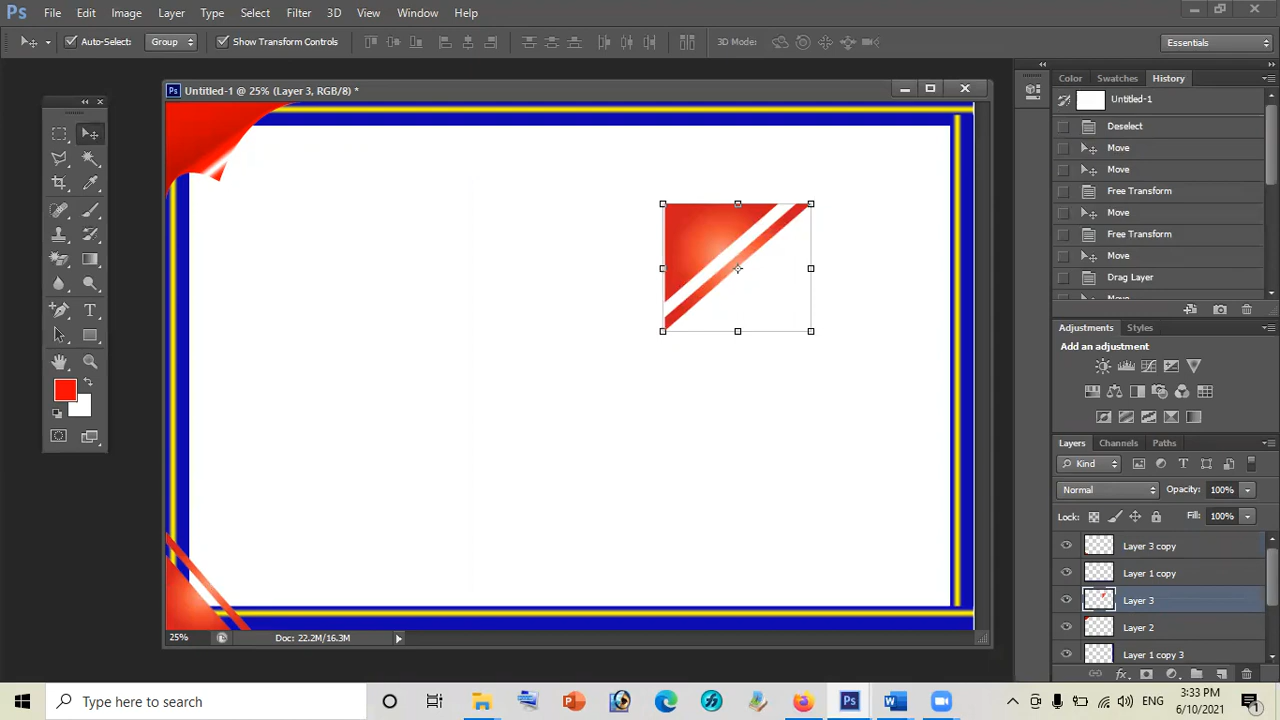 Ps File Edit Image Layer Type Select Filter 3D View Window Help
Auto-Select: Group Show Transform Controls 3D Mode: Essentials
Ps Untitled-1 @ 25% (Layer 3, RGB/8) *
Color Swatches History
Untitled-1
Deselect
Move
Move
Free Transform
Move
Free Transform
Move
Drag Layer
Move
Adjustments Styles
Add an adjustment
Layers Channels Paths
Kind
Normal Opacity: 100%
Lock: Fill: 100%
Layer 3 copy
Layer 1 copy
Layer 3
Layer 2
Layer 1 copy 3
25% Doc: 22.2M/16.3M
Type here to search
3:33 PM
6/10/2021